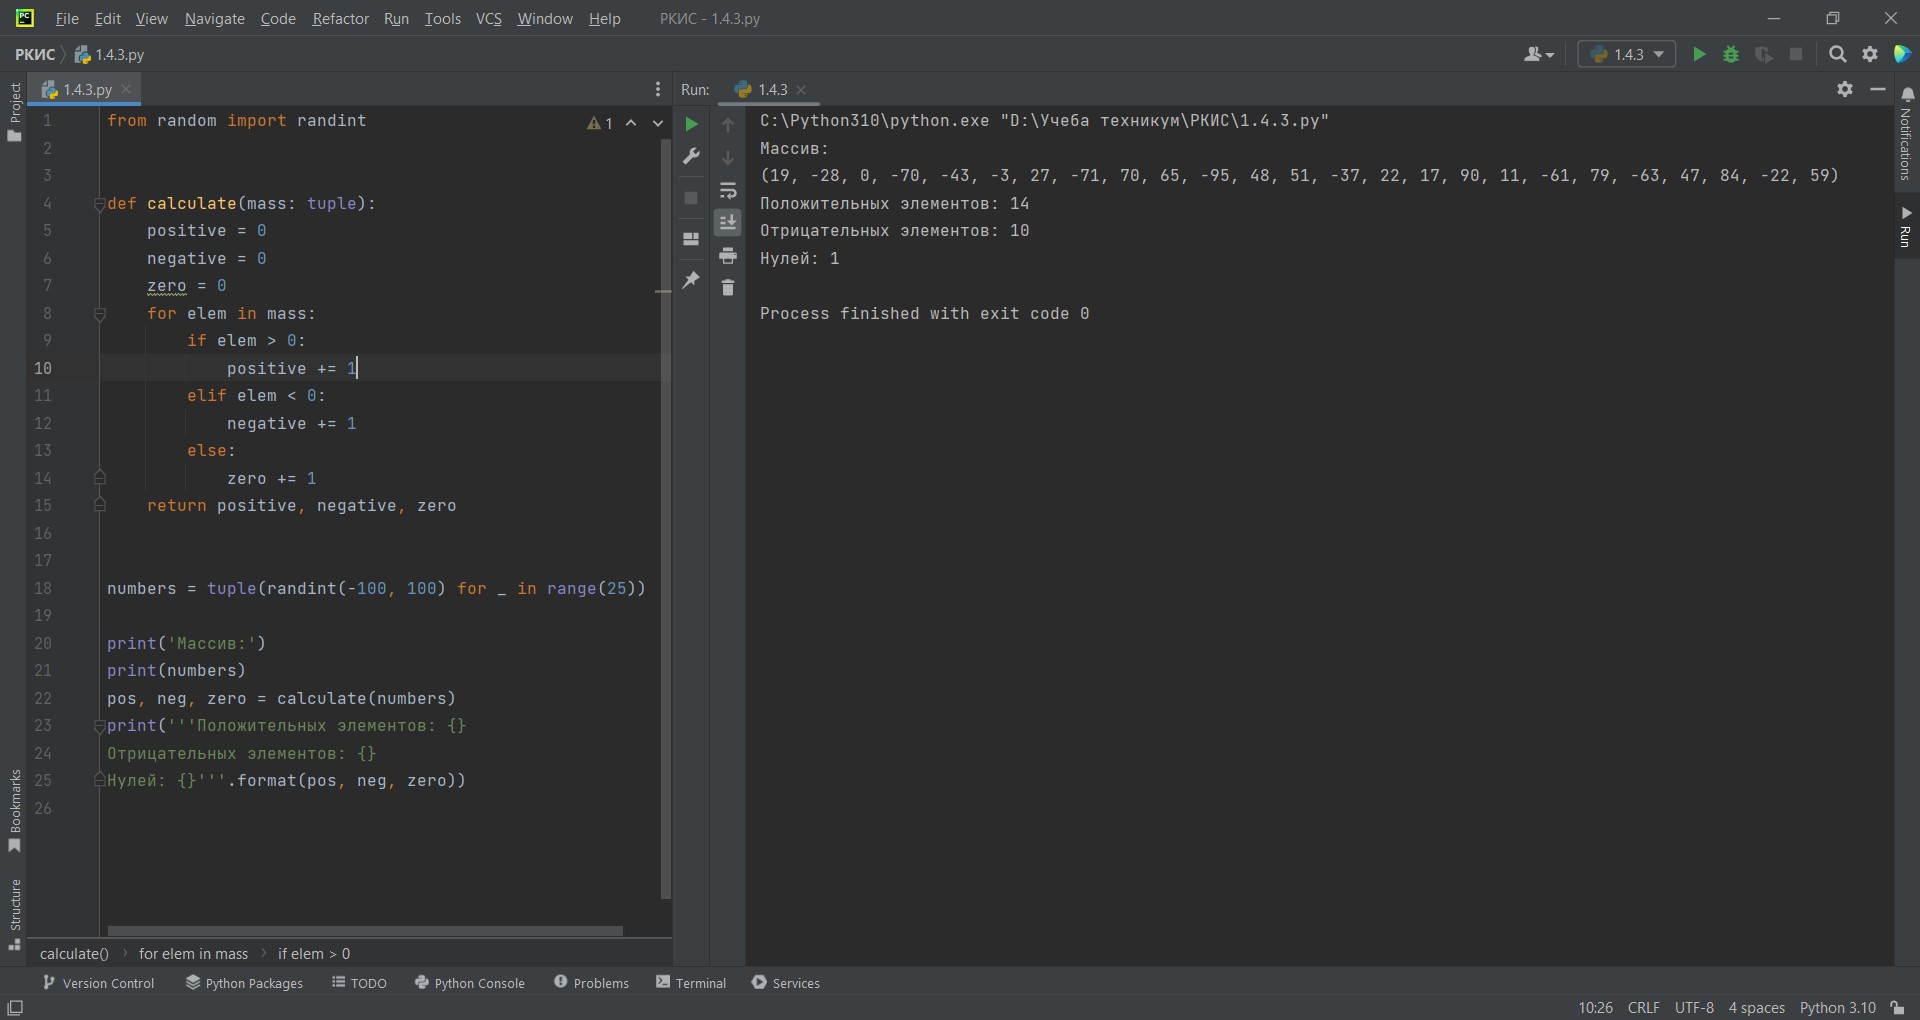 File Edit View Navigate Code Refactor Run Tools VCS Window Help РКИС - 1.4.3.py
РКИС 1.4.3.py
1.4.3
1.4.3.py
Run: 1.4.3
Project
Notifications
Run
Bookmarks
Structure
1 from random import randint
1
2
3
4 def calculate(mass: tuple):
5     positive = 0
6     negative = 0
7     zero = 0
8     for elem in mass:
9         if elem > 0:
10             positive += 1
11         elif elem < 0:
12             negative += 1
13         else:
14             zero += 1
15     return positive, negative, zero
16
17
18 numbers = tuple(randint(-100, 100) for _ in range(25))
19
20 print('Массив:')
21 print(numbers)
22 pos, neg, zero = calculate(numbers)
23 print('''Положительных элементов: {}
24 Отрицательных элементов: {}
25 Нулей: {}'''.format(pos, neg, zero))
26
C:\Python310\python.exe "D:\Учеба техникум\РКИС\1.4.3.py"
Массив:
(19, -28, 0, -70, -43, -3, 27, -71, 70, 65, -95, 48, 51, -37, 22, 17, 90, 11, -61, 79, -63, 47, 84, -22, 59)
Положительных элементов: 14
Отрицательных элементов: 10
Нулей: 1
Process finished with exit code 0
calculate() for elem in mass if elem > 0
Version Control Python Packages TODO Python Console Problems Terminal Services
10:26 CRLF UTF-8 4 spaces Python 3.10